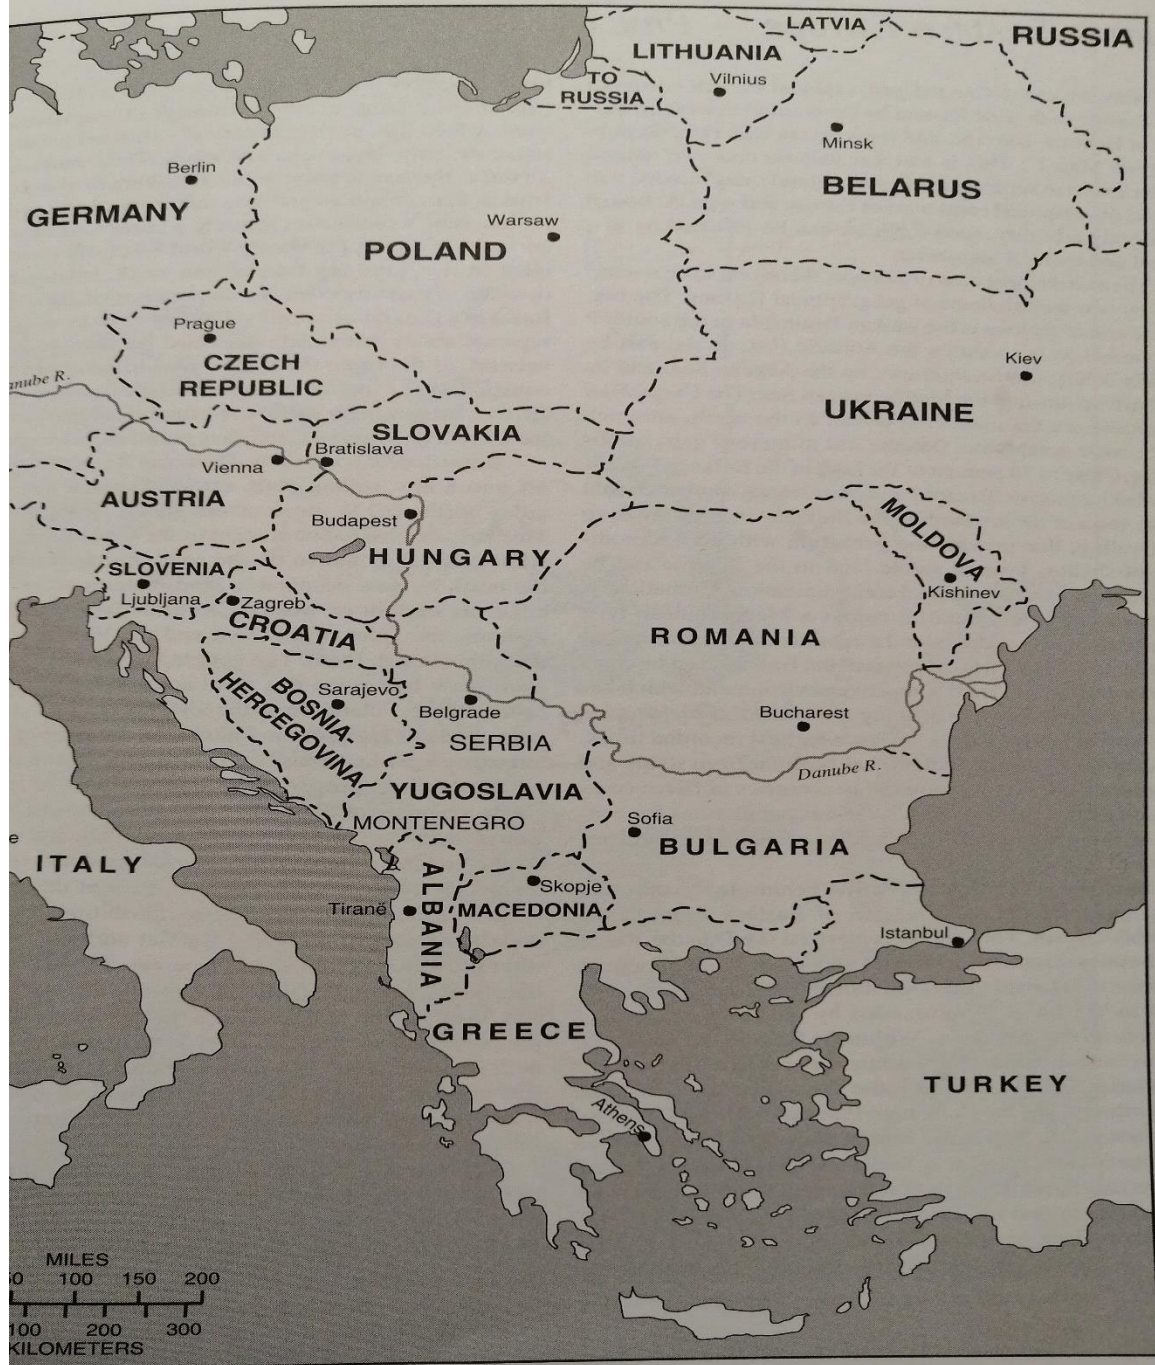 LATVIA
RUSSIA
LITHUANIA
Vilnius
TO
RUSSIA
Minsk
BELARUS
Berlin
GERMANY
Warsaw
POLAND
Prague
CZECH
REPUBLIC
Kiev
UKRAINE
anube R.
SLOVAKIA
Bratislava
Vienna
AUSTRIA
Budapest
HUNGARY
MOLDOVA
Kishinev
SLOVENIA
Ljubljana
Zagreb
CROATIA
ROMANIA
BOSNIA-
HERCEGOVINA
Sarajevo
Belgrade
Bucharest
SERBIA
Danube R.
YUGOSLAVIA
MONTENEGRO
Sofia
BULGARIA
ITALY
ALBANIA
Skopje
Tiranë
MACEDONIA
Istanbul
GREECE
TURKEY
Athens
MILES
50 100 150 200
100 200 300
KILOMETERS